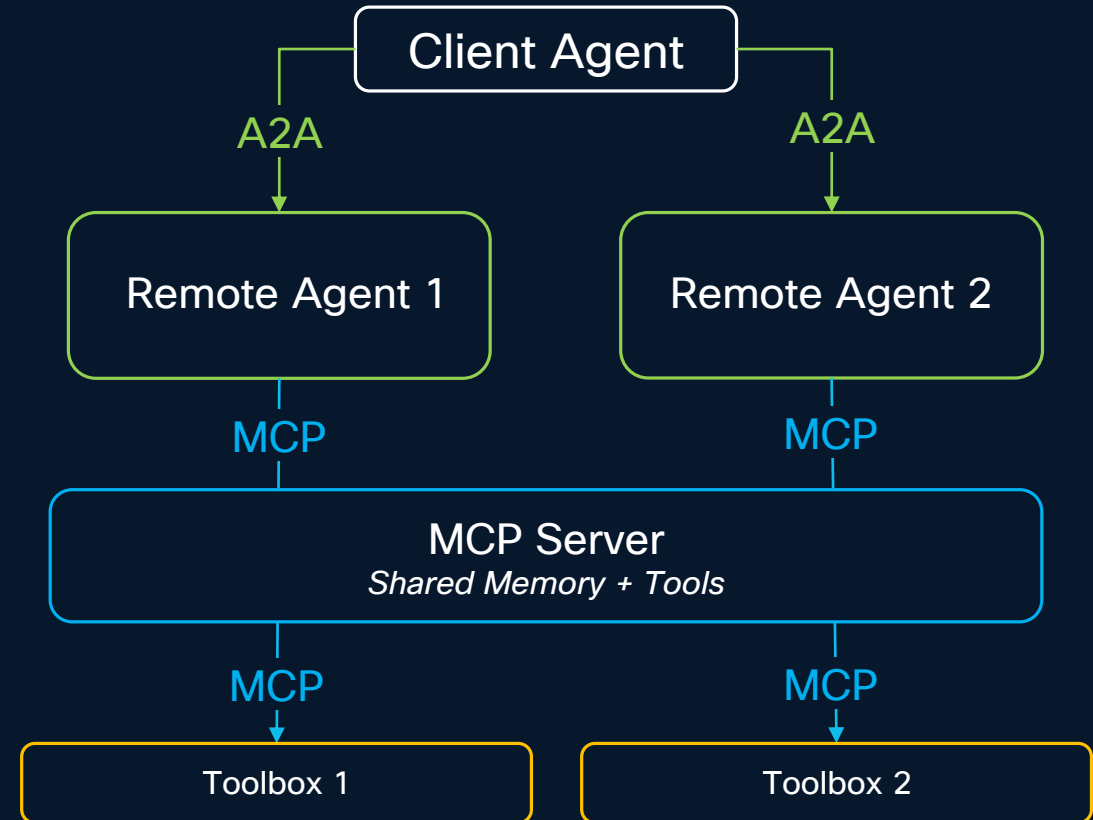 Client Agent
A2A
A2A
Remote Agent 1
Remote Agent 2
MCP
MCP
MCP Server
Shared Memory + Tools
MCP
MCP
Toolbox 1
Toolbox 2